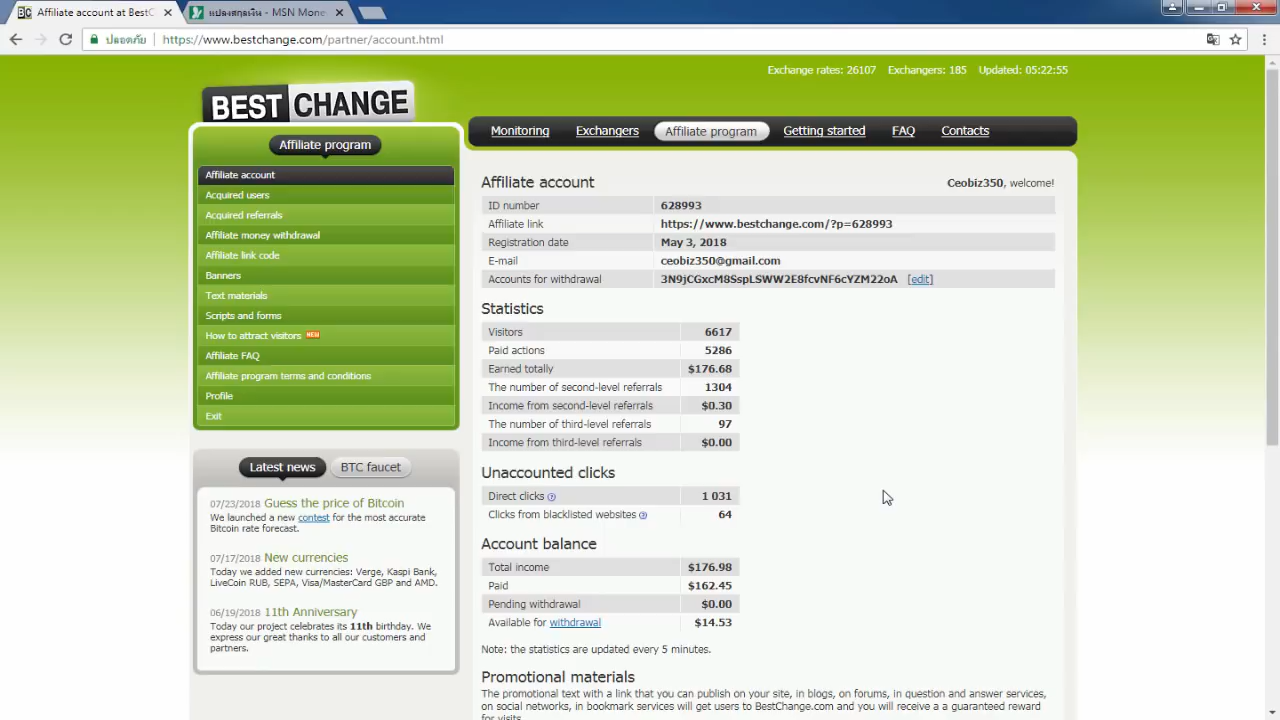 Affiliate account at BestC
แปลงสกุลเงิน - MSN Mone
ปลอดภัย
https://www.bestchange.com/partner/account.html
Exchange rates: 26107 Exchangers: 185 Updated: 05:22:55
BESTCHANGE
Monitoring Exchangers Affiliate program Getting started FAQ Contacts
Affiliate program
Affiliate account
Acquired users
Acquired referrals
Affiliate money withdrawal
Affiliate link code
Banners
Text materials
Scripts and forms
How to attract visitors NEW
Affiliate FAQ
Affiliate program terms and conditions
Profile
Exit
Latest news BTC faucet
07/23/2018 Guess the price of Bitcoin
We launched a new contest for the most accurate
Bitcoin rate forecast.
07/17/2018 New currencies
Today we added new currencies: Verge, Kaspi Bank,
LiveCoin RUB, SEPA, Visa/MasterCard GBP and AMD.
06/19/2018 11th Anniversary
Today our project celebrates its 11th birthday. We
express our great thanks to all our customers and
partners.
Affiliate account Ceobiz350, welcome!
ID number 628993
Affiliate link https://www.bestchange.com/?p=628993
Registration date May 3, 2018
E-mail ceobiz350@gmail.com
Accounts for withdrawal 3N9jCGxcM8SspLSWW2E8fcvNF6cYZM22oA [edit]
Statistics
Visitors 6617
Paid actions 5286
Earned totally $176.68
The number of second-level referrals 1304
Income from second-level referrals $0.30
The number of third-level referrals 97
Income from third-level referrals $0.00
Unaccounted clicks
Direct clicks ? 1 031
Clicks from blacklisted websites ? 64
Account balance
Total income $176.98
Paid $162.45
Pending withdrawal $0.00
Available for withdrawal $14.53
Note: the statistics are updated every 5 minutes.
Promotional materials
The promotional text with a link that you can publish on your site, in blogs, on forums, in question and answer services,
on social networks, in bookmark services will get users to BestChange.com and you will receive a a guaranteed reward
for visits